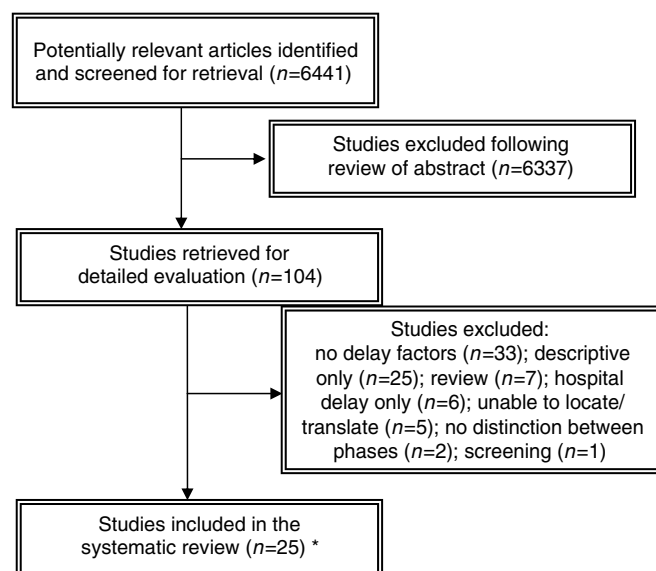 Potentially relevant articles identified
and screened for retrieval (n=6441)
Studies excluded following
review of abstract (n=6337)
Studies retrieved for
detailed evaluation (n=104)
Studies excluded:
no delay factors (n=33); descriptive
only (n=25); review (n=7); hospital
delay only (n=6); unable to locate/
translate (n=5); no distinction between
phases (n=2); screening (n=1)
Studies included in the
systematic review (n=25) *